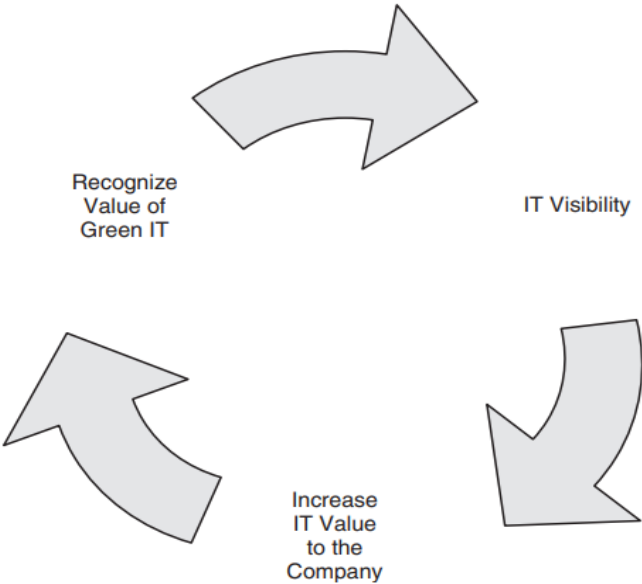 Recognize
Value of
Green IT
IT Visibility
Increase
IT Value
to the
Company